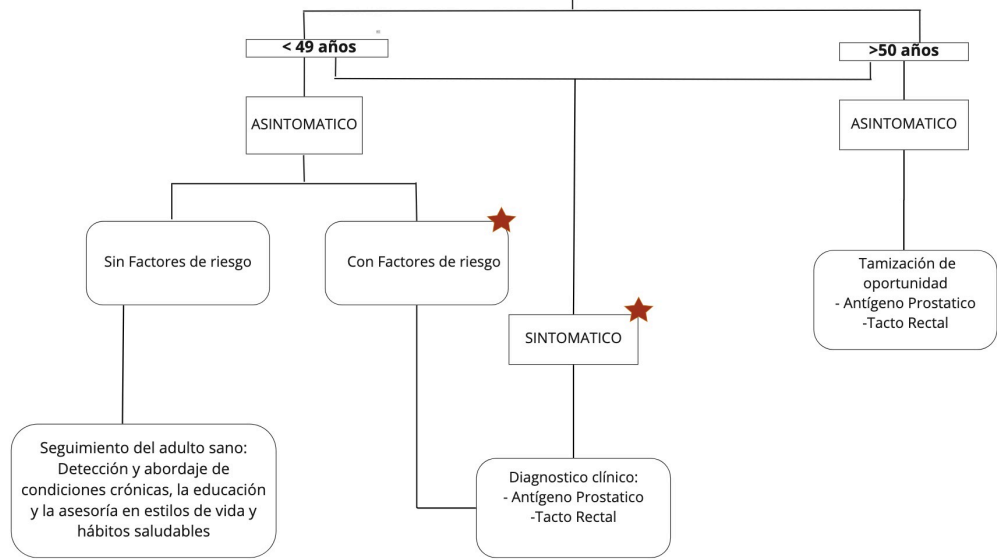 < 49 años
>50 años
ASINTOMATICO
ASINTOMATICO
Sin Factores de riesgo
Con Factores de riesgo
Tamización de
oportunidad
- Antígeno Prostatico
-Tacto Rectal
SINTOMATICO
Seguimiento del adulto sano:
Detección y abordaje de
condiciones crónicas, la educación
y la asesoría en estilos de vida y
hábitos saludables
Diagnostico clínico:
- Antígeno Prostatico
-Tacto Rectal